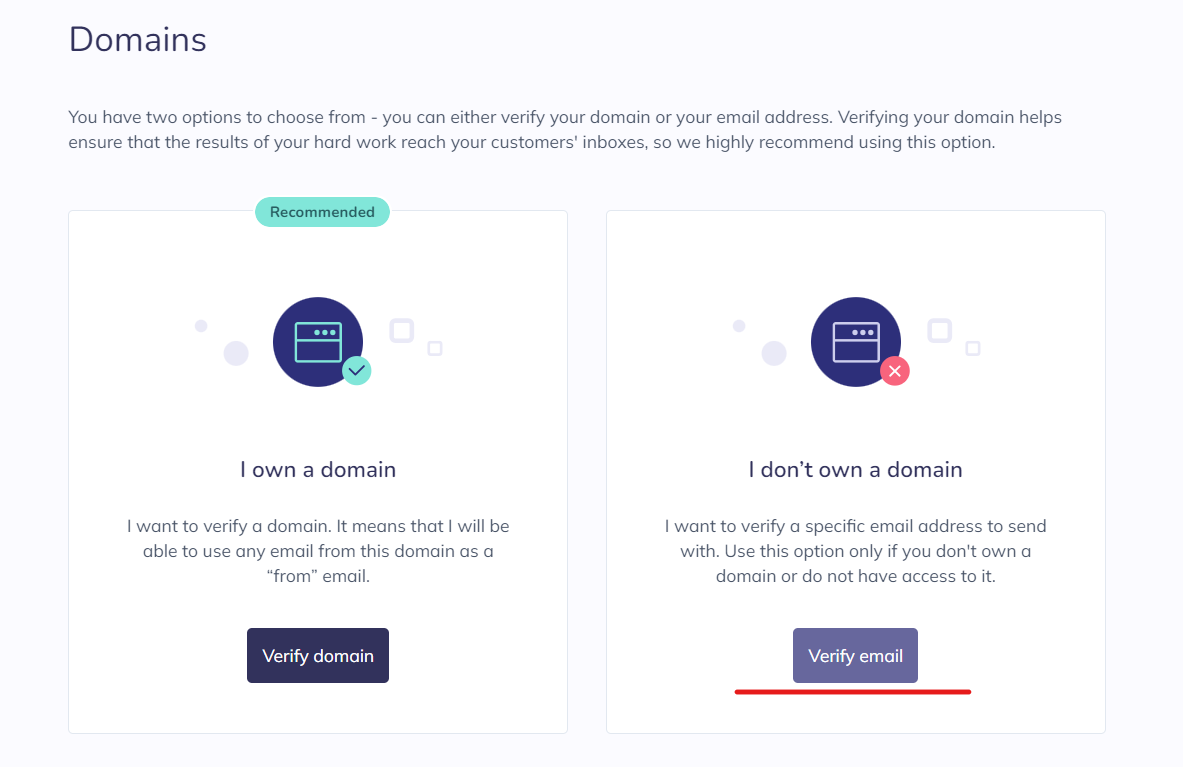 Domains
You have two options to choose from - you can either verify your domain or your email address. Verifying your domain helps
ensure that the results of your hard work reach your customers' inboxes, so we highly recommend using this option.
Recommended
I own a domain
I want to verify a domain. It means that I will be
able to use any email from this domain as a
“from” email.
Verify domain
I don’t own a domain
I want to verify a specific email address to send
with. Use this option only if you don't own a
domain or do not have access to it.
Verify email